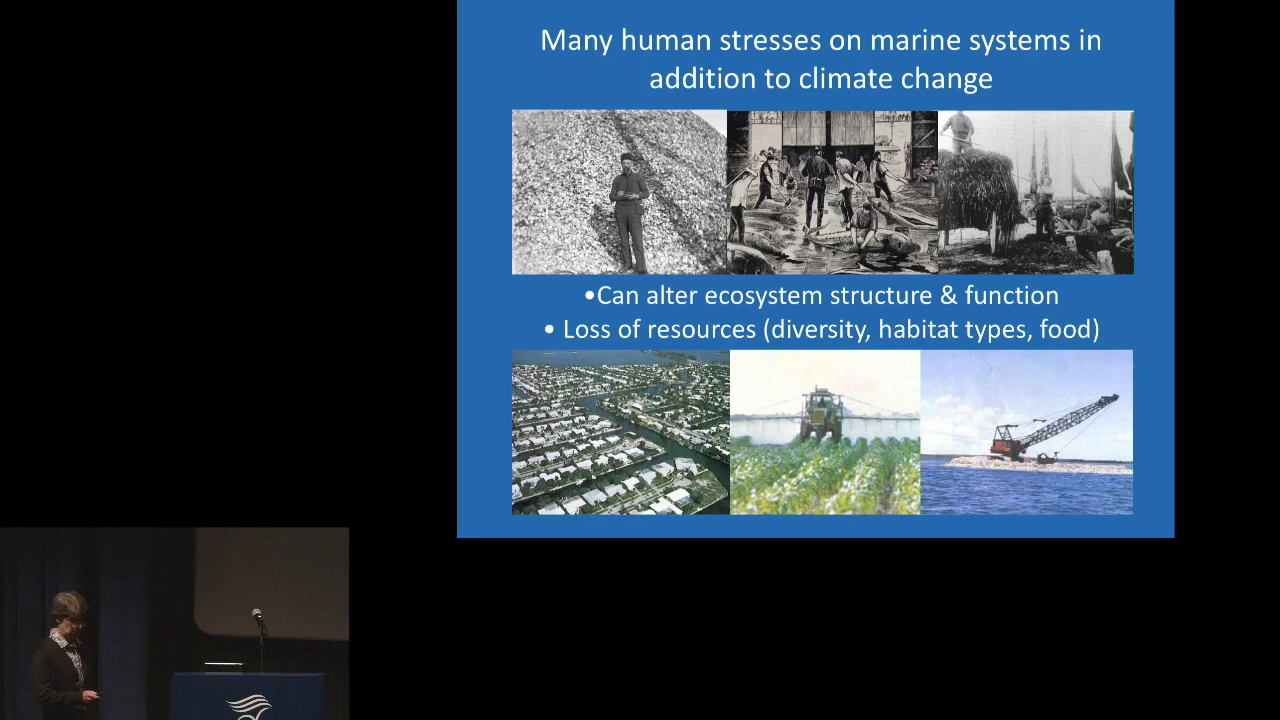 Many human stresses on marine systems in
addition to climate change
•Can alter ecosystem structure & function
• Loss of resources (diversity, habitat types, food)